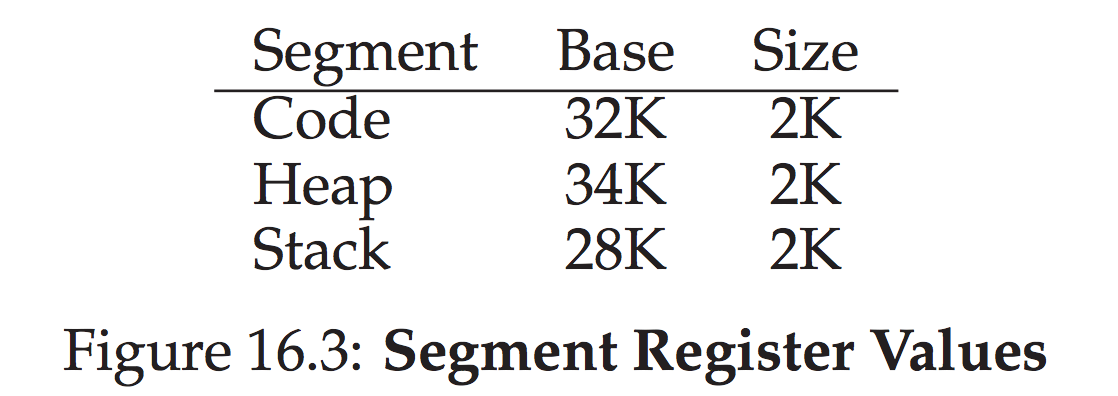 Segment Base Size
Code 32K 2K
Heap 34K 2K
Stack 28K 2K
Figure 16.3: Segment Register Values